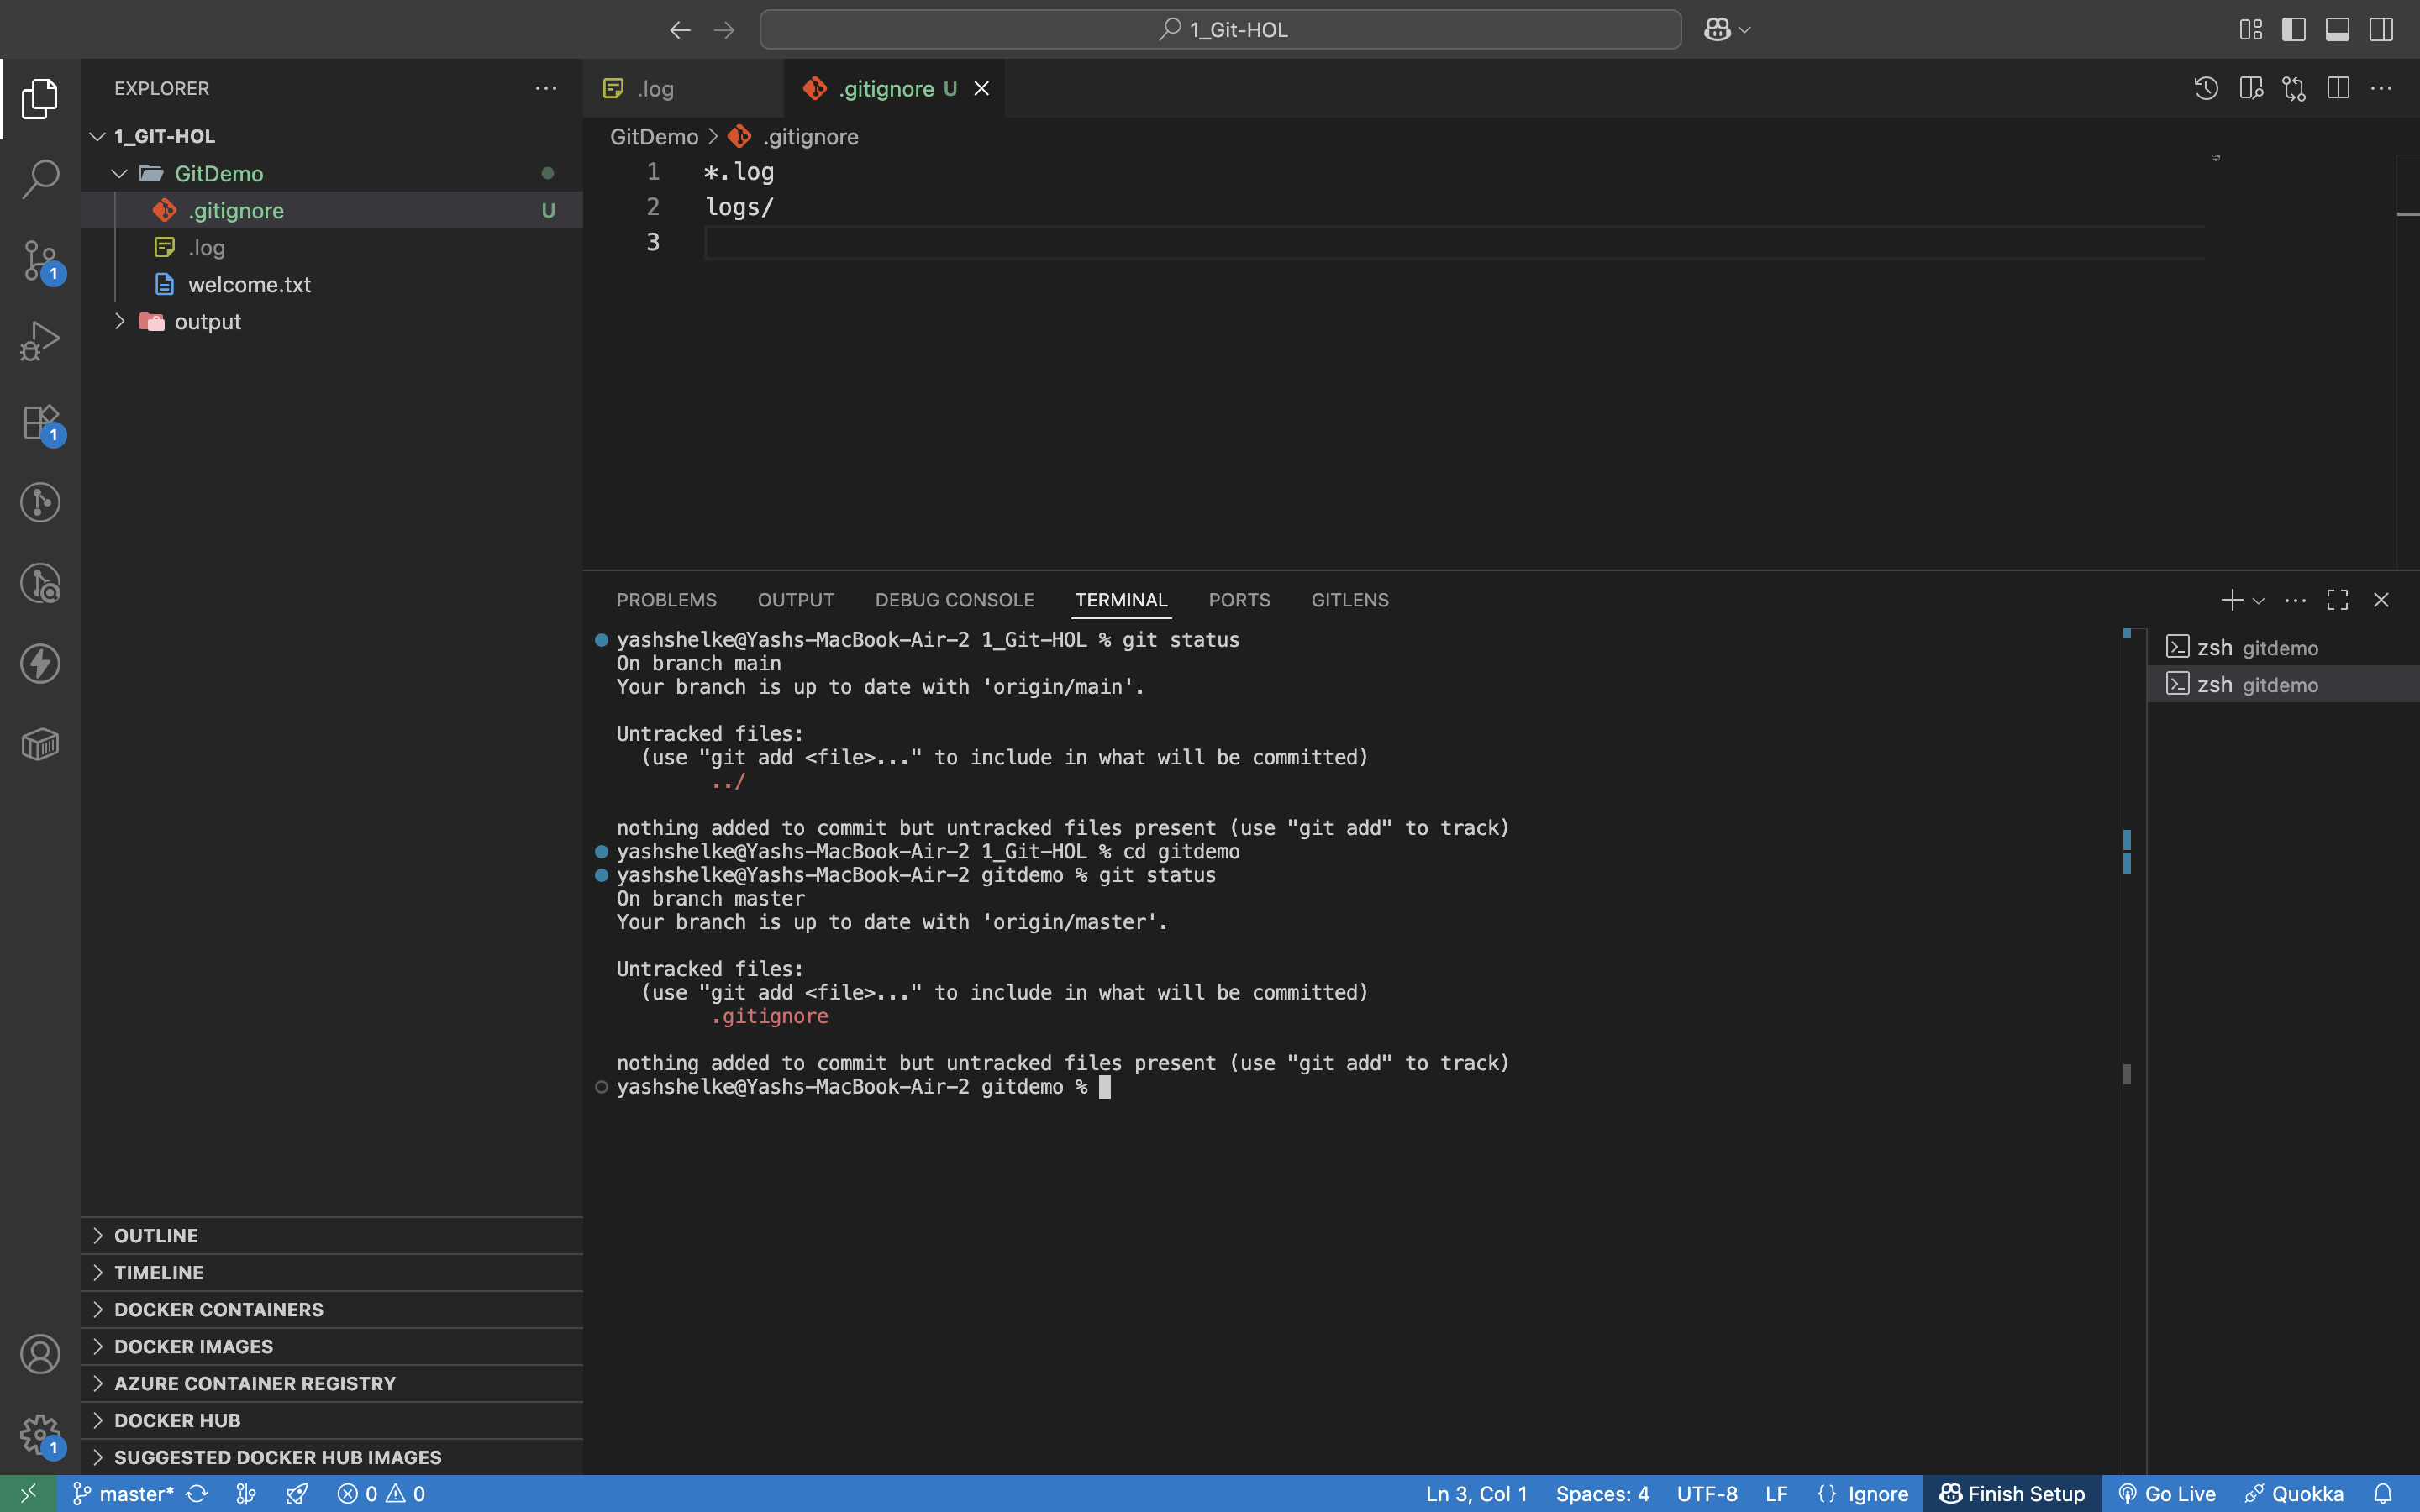 1_Git-HOL
EXPLORER
1_GIT-HOL
GitDemo
.gitignore U
.log
welcome.txt
output
.log
.gitignore U
GitDemo > .gitignore
1 *.log
2 logs/
3
PROBLEMS OUTPUT DEBUG CONSOLE TERMINAL PORTS GITLENS
yashshelke@Yashs-MacBook-Air-2 1_Git-HOL % git status
On branch main
Your branch is up to date with 'origin/main'.
Untracked files:
(use "git add <file>..." to include in what will be committed)
../
nothing added to commit but untracked files present (use "git add" to track)
yashshelke@Yashs-MacBook-Air-2 1_Git-HOL % cd gitdemo
yashshelke@Yashs-MacBook-Air-2 gitdemo % git status
On branch master
Your branch is up to date with 'origin/master'.
Untracked files:
(use "git add <file>..." to include in what will be committed)
.gitignore
nothing added to commit but untracked files present (use "git add" to track)
yashshelke@Yashs-MacBook-Air-2 gitdemo %
zsh gitdemo
zsh gitdemo
1
1
1
OUTLINE
TIMELINE
DOCKER CONTAINERS
DOCKER IMAGES
AZURE CONTAINER REGISTRY
DOCKER HUB
SUGGESTED DOCKER HUB IMAGES
master* 0 0 Ln 3, Col 1 Spaces: 4 UTF-8 LF {} Ignore Finish Setup Go Live Quokka